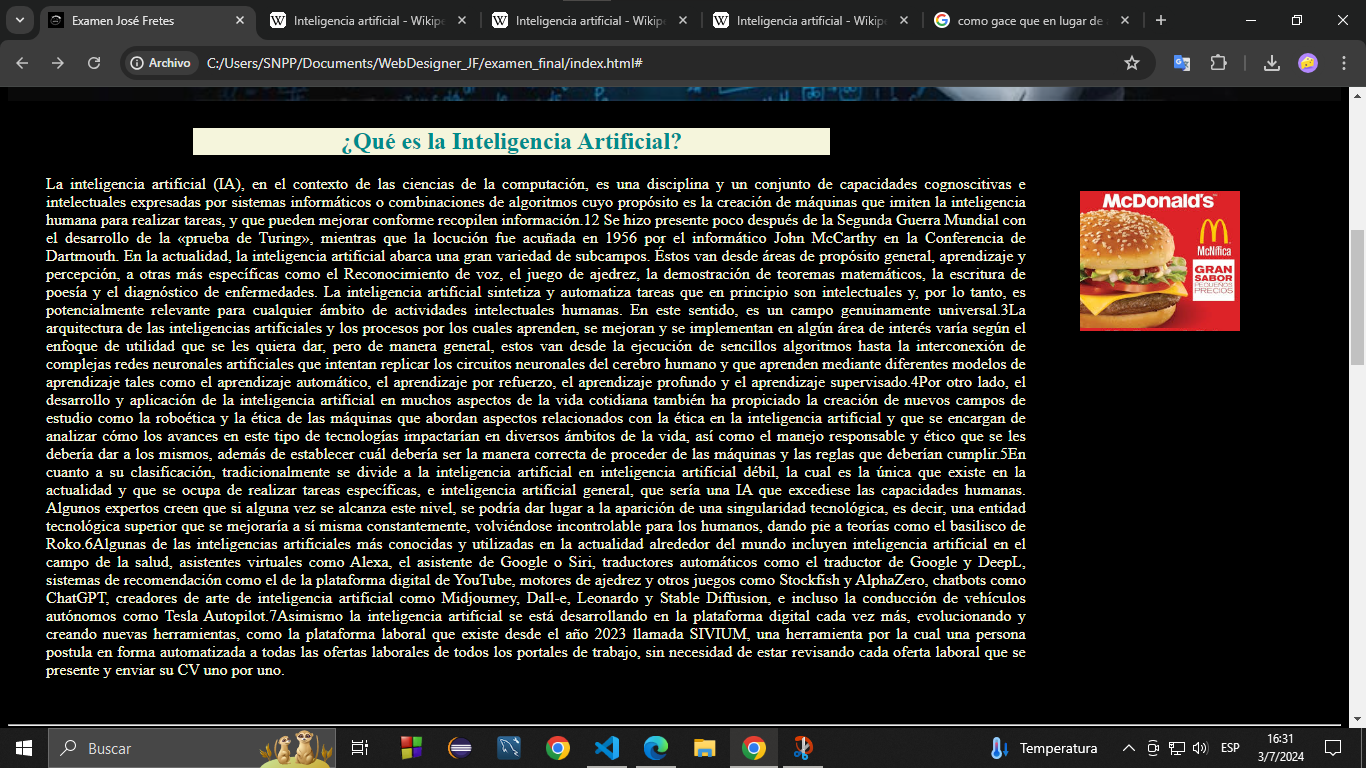 Examen José Fretes
Inteligencia artificial - Wikipe
Inteligencia artificial - Wikipe
Inteligencia artificial - Wikipe
como gace que en lugar de
Archivo
C:/Users/SNPP/Documents/WebDesigner_JF/examen_final/index.html#
¿Qué es la Inteligencia Artificial?
La inteligencia artificial (IA), en el contexto de las ciencias de la computación, es una disciplina y un conjunto de capacidades cognoscitivas e
intelectuales expresadas por sistemas informáticos o combinaciones de algoritmos cuyo propósito es la creación de máquinas que imiten la inteligencia
humana para realizar tareas, y que pueden mejorar conforme recopilen información.12 Se hizo presente poco después de la Segunda Guerra Mundial con
el desarrollo de la «prueba de Turing», mientras que la locución fue acuñada en 1956 por el informático John McCarthy en la Conferencia de
Dartmouth. En la actualidad, la inteligencia artificial abarca una gran variedad de subcampos. Éstos van desde áreas de propósito general, aprendizaje y
percepción, a otras más específicas como el Reconocimiento de voz, el juego de ajedrez, la demostración de teoremas matemáticos, la escritura de
poesía y el diagnóstico de enfermedades. La inteligencia artificial sintetiza y automatiza tareas que en principio son intelectuales y, por lo tanto, es
potencialmente relevante para cualquier ámbito de actividades intelectuales humanas. En este sentido, es un campo genuinamente universal.3La
arquitectura de las inteligencias artificiales y los procesos por los cuales aprenden, se mejoran y se implementan en algún área de interés varía según el
enfoque de utilidad que se les quiera dar, pero de manera general, estos van desde la ejecución de sencillos algoritmos hasta la interconexión de
complejas redes neuronales artificiales que intentan replicar los circuitos neuronales del cerebro humano y que aprenden mediante diferentes modelos de
aprendizaje tales como el aprendizaje automático, el aprendizaje por refuerzo, el aprendizaje profundo y el aprendizaje supervisado.4Por otro lado, el
desarrollo y aplicación de la inteligencia artificial en muchos aspectos de la vida cotidiana también ha propiciado la creación de nuevos campos de
estudio como la roboética y la ética de las máquinas que abordan aspectos relacionados con la ética en la inteligencia artificial y que se encargan de
analizar cómo los avances en este tipo de tecnologías impactarían en diversos ámbitos de la vida, así como el manejo responsable y ético que se les
debería dar a los mismos, además de establecer cuál debería ser la manera correcta de proceder de las máquinas y las reglas que deberían cumplir.5En
cuanto a su clasificación, tradicionalmente se divide a la inteligencia artificial en inteligencia artificial débil, la cual es la única que existe en la
actualidad y que se ocupa de realizar tareas específicas, e inteligencia artificial general, que sería una IA que excediese las capacidades humanas.
Algunos expertos creen que si alguna vez se alcanza este nivel, se podría dar lugar a la aparición de una singularidad tecnológica, es decir, una entidad
tecnológica superior que se mejoraría a sí misma constantemente, volviéndose incontrolable para los humanos, dando pie a teorías como el basilisco de
Roko.6Algunas de las inteligencias artificiales más conocidas y utilizadas en la actualidad alrededor del mundo incluyen inteligencia artificial en el
campo de la salud, asistentes virtuales como Alexa, el asistente de Google o Siri, traductores automáticos como el traductor de Google y DeepL,
sistemas de recomendación como el de la plataforma digital de YouTube, motores de ajedrez y otros juegos como Stockfish y AlphaZero, chatbots como
ChatGPT, creadores de arte de inteligencia artificial como Midjourney, Dall-e, Leonardo y Stable Diffusion, e incluso la conducción de vehículos
autónomos como Tesla Autopilot.7Asimismo la inteligencia artificial se está desarrollando en la plataforma digital cada vez más, evolucionando y
creando nuevas herramientas, como la plataforma laboral que existe desde el año 2023 llamada SIVIUM, una herramienta por la cual una persona
postula en forma automatizada a todas las ofertas laborales de todos los portales de trabajo, sin necesidad de estar revisando cada oferta laboral que se
presente y enviar su CV uno por uno.
McDonald's
McNífica
GRAN
SABOR
PEQUEÑOS
PRECIOS
Buscar
Temperatura
ESP
16:31
3/7/2024